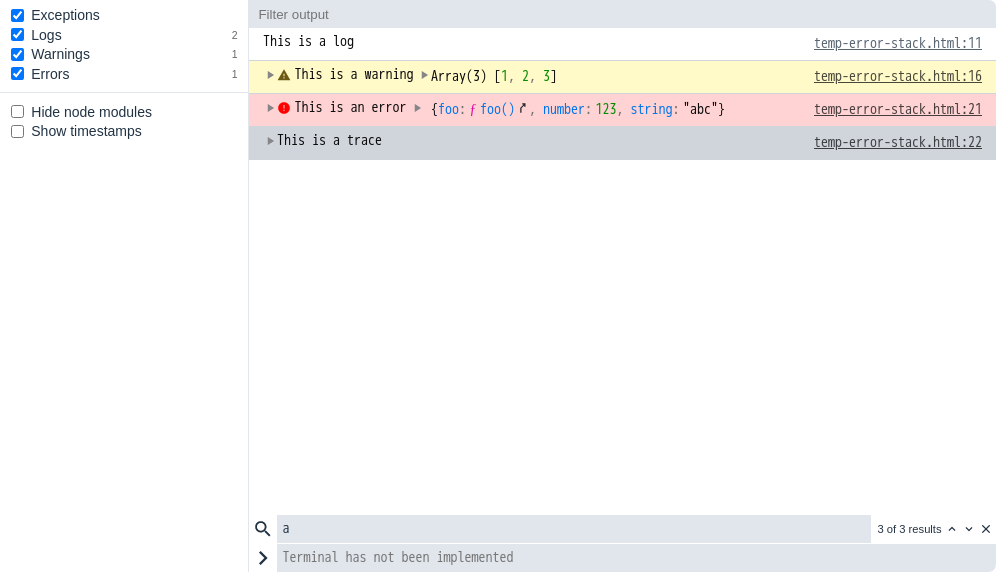 Exceptions
Logs 2
Warnings 1
Errors 1
Hide node modules
Show timestamps
Filter output
This is a log temp-error-stack.html:11
This is a warning Array(3) [1, 2, 3] temp-error-stack.html:16
This is an error {foo: ƒ foo(), number: 123, string: "abc"} temp-error-stack.html:21
This is a trace temp-error-stack.html:22
a 3 of 3 results
Terminal has not been implemented